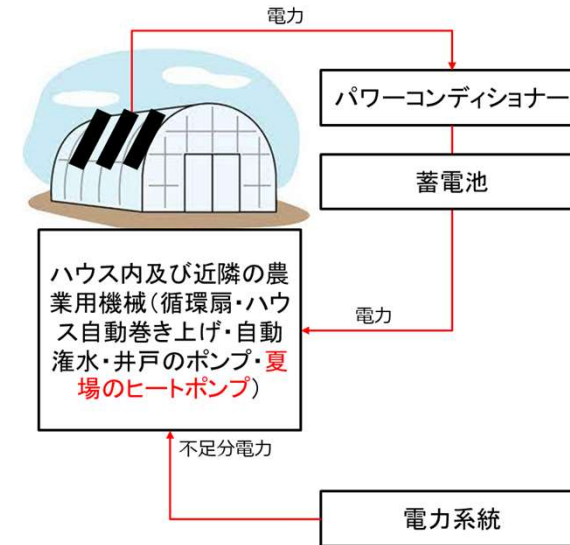 電力
パワーコンディショナー
蓄電池
ハウス内及び近隣の農
業用機械(循環扇・ハウ
ス自動巻き上げ・自動
潅水・井戸のポンプ・夏
場のヒートポンプ)
電力
不足分電力
電力系統